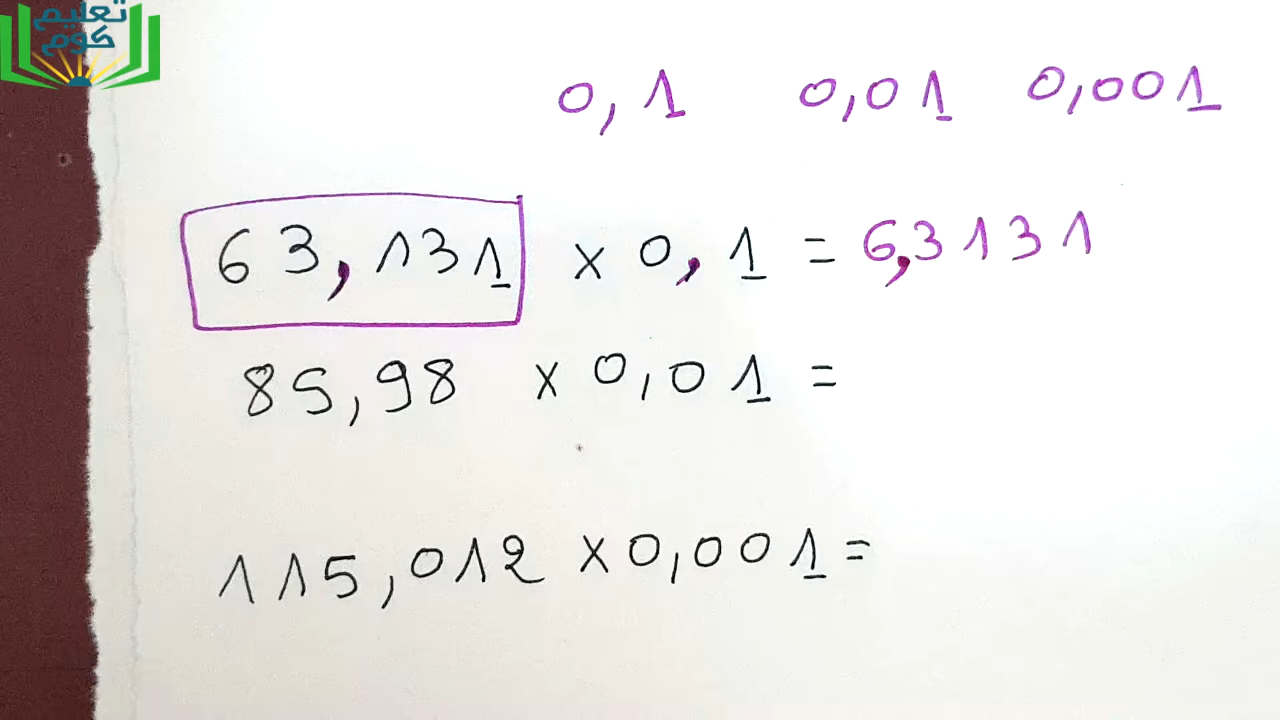 تعليم
كوم
0,1 0,01 0,001
63,131 x 0,1 = 6,3131
85,98 x 0,01 =
115,012 x 0,001 =